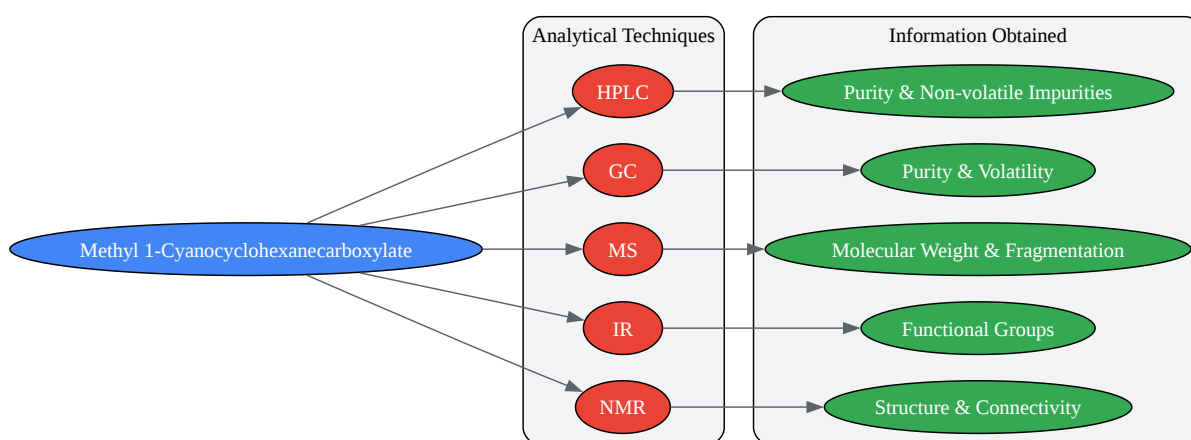 Analytical Techniques
Information Obtained
HPLC
Purity & Non-volatile Impurities
GC
Purity & Volatility
Methyl 1-Cyanocyclohexanecarboxylate
MS
Molecular Weight & Fragmentation
IR
Functional Groups
NMR
Structure & Connectivity